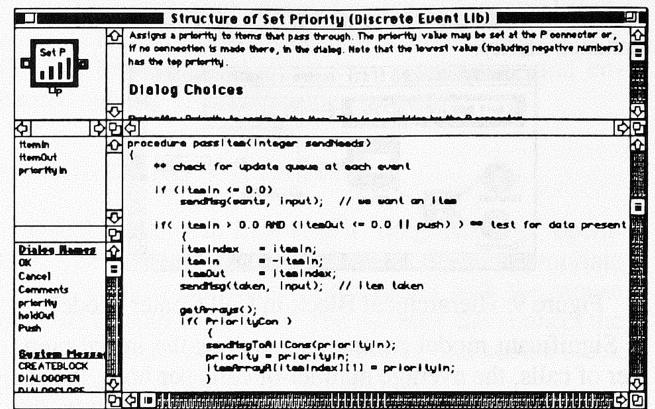 Structure of Set Priority (Discrete Event Lib)
Set P
Assigns a priority to items that pass through. The priority value may be set at the P connector or,
if no connection is made there, in the dialog. Note that the lowest value (including negative numbers)
has the top priority.
Dialog Choices
ItemIn
ItemOut
priorityIn
procedure passItem(integer sendNeeds)
{
** check for update queue at each event
if (itemIn <= 0.0)
sendMsg(wants, input); // we want an item
if( itemIn > 0.0 AND (itemOut <= 0.0 || push) ) ** test for data present
{
itemIndex = itemIn;
itemIn = -itemIn;
itemOut = itemIndex;
sendMsg(taken, input); // item taken
getArrays();
if( PriorityCon )
{
sendMsgToAllCons(priorityIn);
priority = priorityIn;
itemArrayR[itemIndex][1] = priorityIn;
}
Dialog Names
OK
Cancel
Comments
priority
holdOut
Push
CREATEBLOCK
DIALOGOPEN